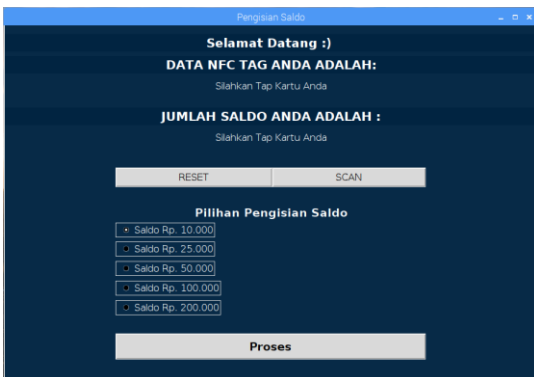 Pengisian Saldo
Selamat Datang :)
DATA NFC TAG ANDA ADALAH:
Silahkan Tap Kartu Anda
JUMLAH SALDO ANDA ADALAH :
Silahkan Tap Kartu Anda
RESET SCAN
Pilihan Pengisian Saldo
Saldo Rp. 10.000
Saldo Rp. 25.000
Saldo Rp. 50.000
Saldo Rp. 100.000
Saldo Rp. 200.000
Proses